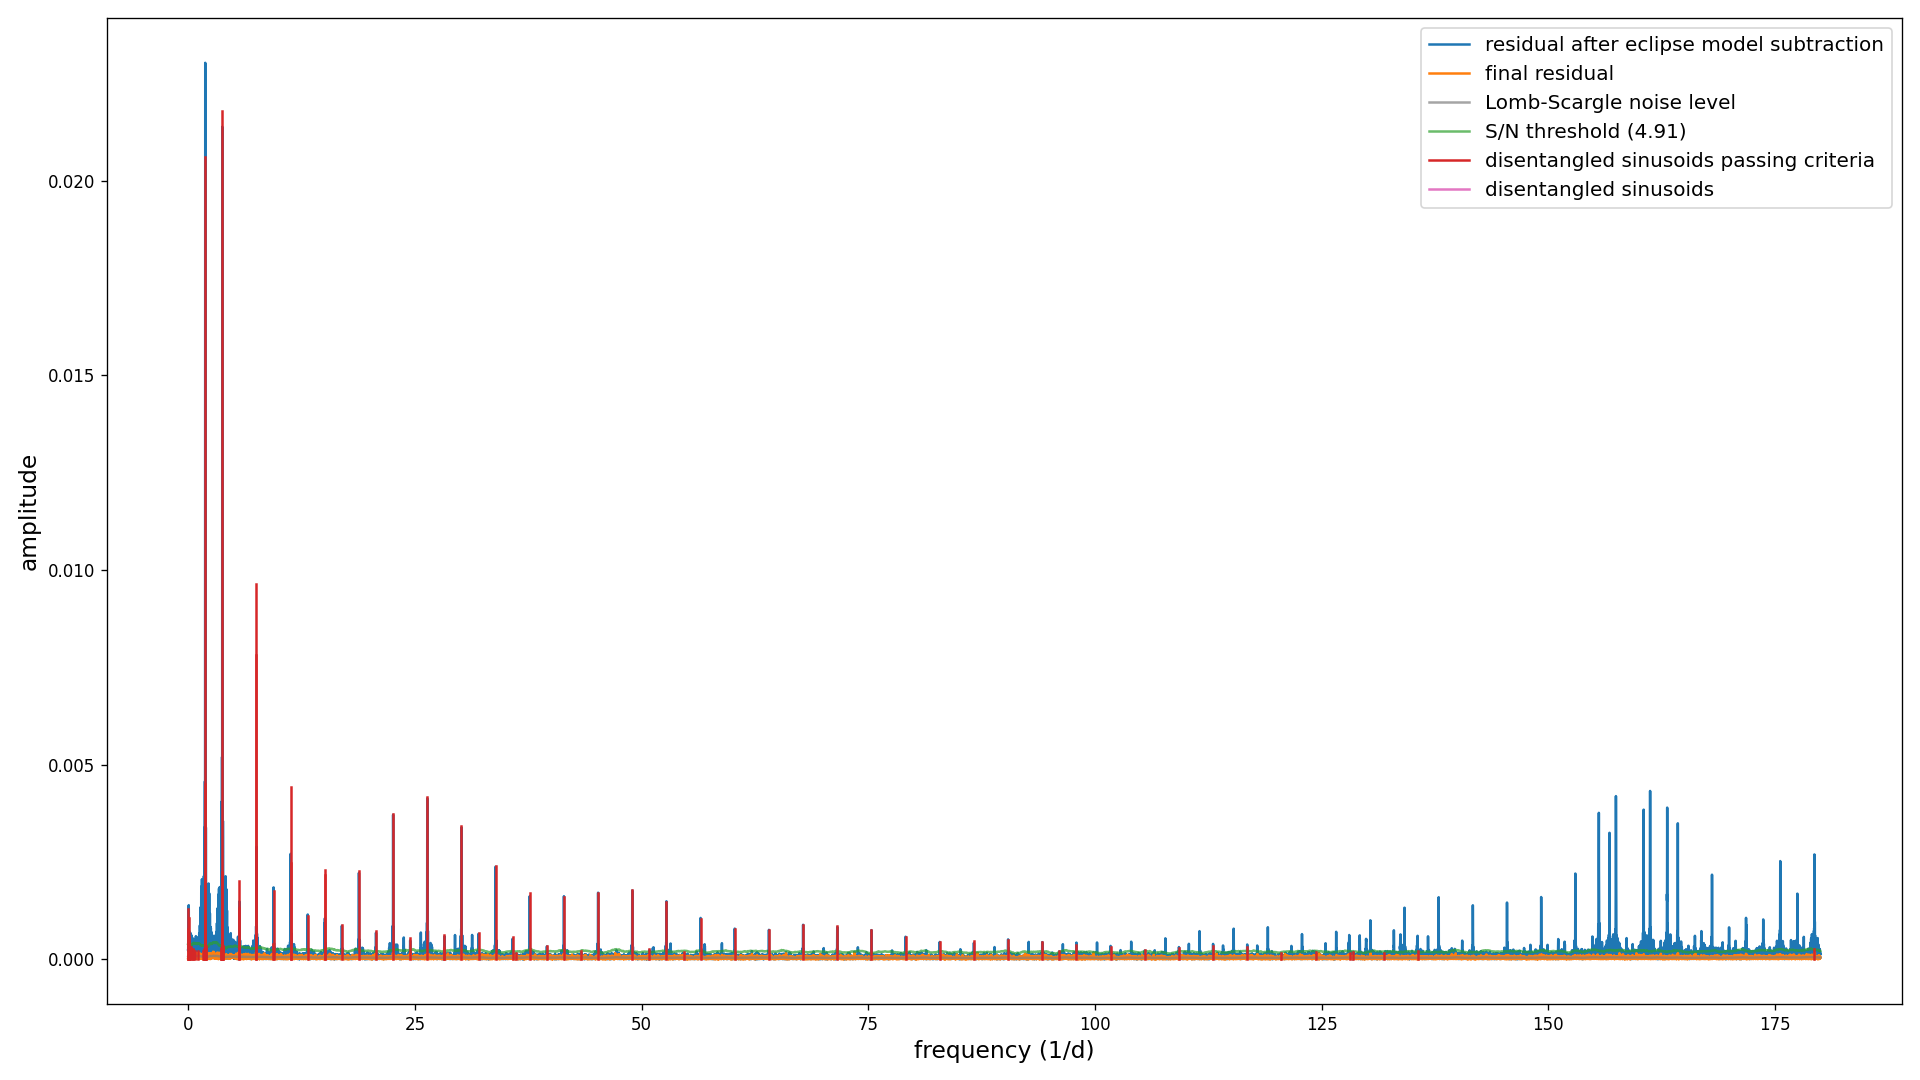 residual after eclipse model subtraction
final residual
Lomb-Scargle noise level
S/N threshold (4.91)
disentangled sinusoids passing criteria
disentangled sinusoids
0.020
0.015
0.010
0.005
0.000
amplitude
0 25 50 75 100 125 150 175
frequency (1/d)